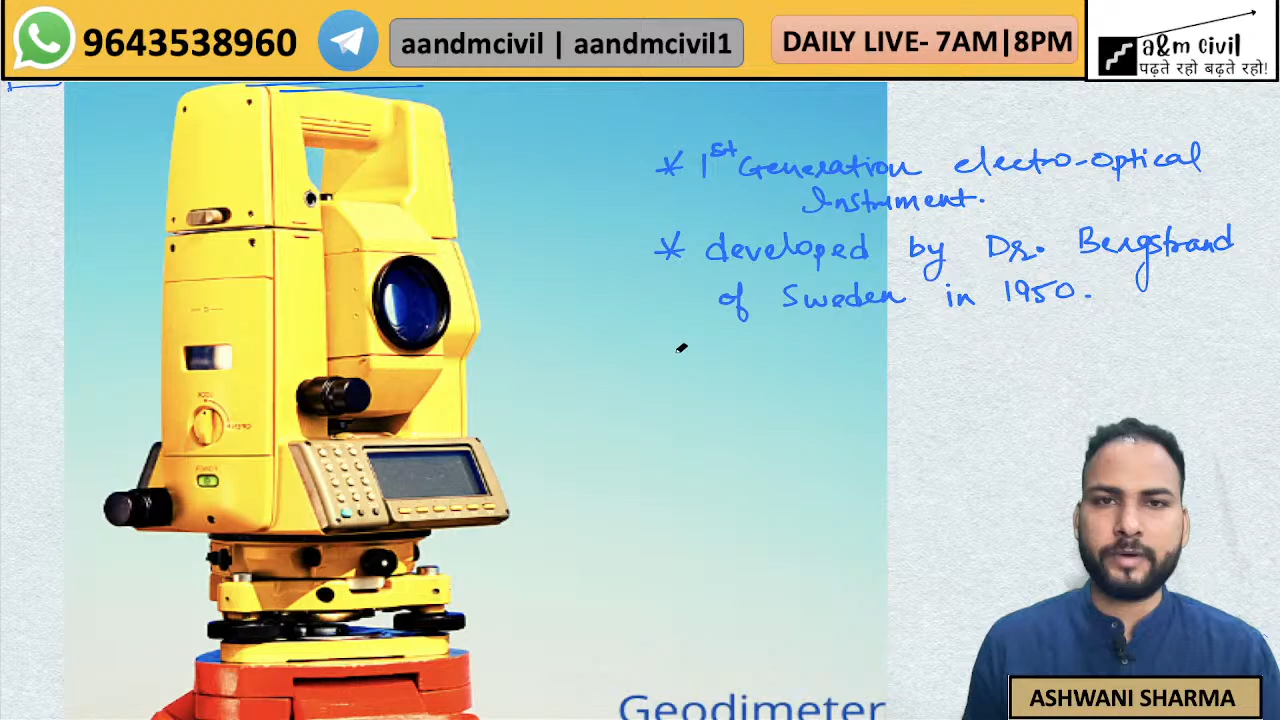 9643538960
aandmcivil | aandmcivil1
DAILY LIVE- 7AM|8PM
a&m civil
पढ़ते रहो बढ़ते रहो!
* 1st Generation electro-optical
Instrument.
* developed by Dr. Bergstrand
of Sweden in 1950.
Geodimeter
ASHWANI SHARMA